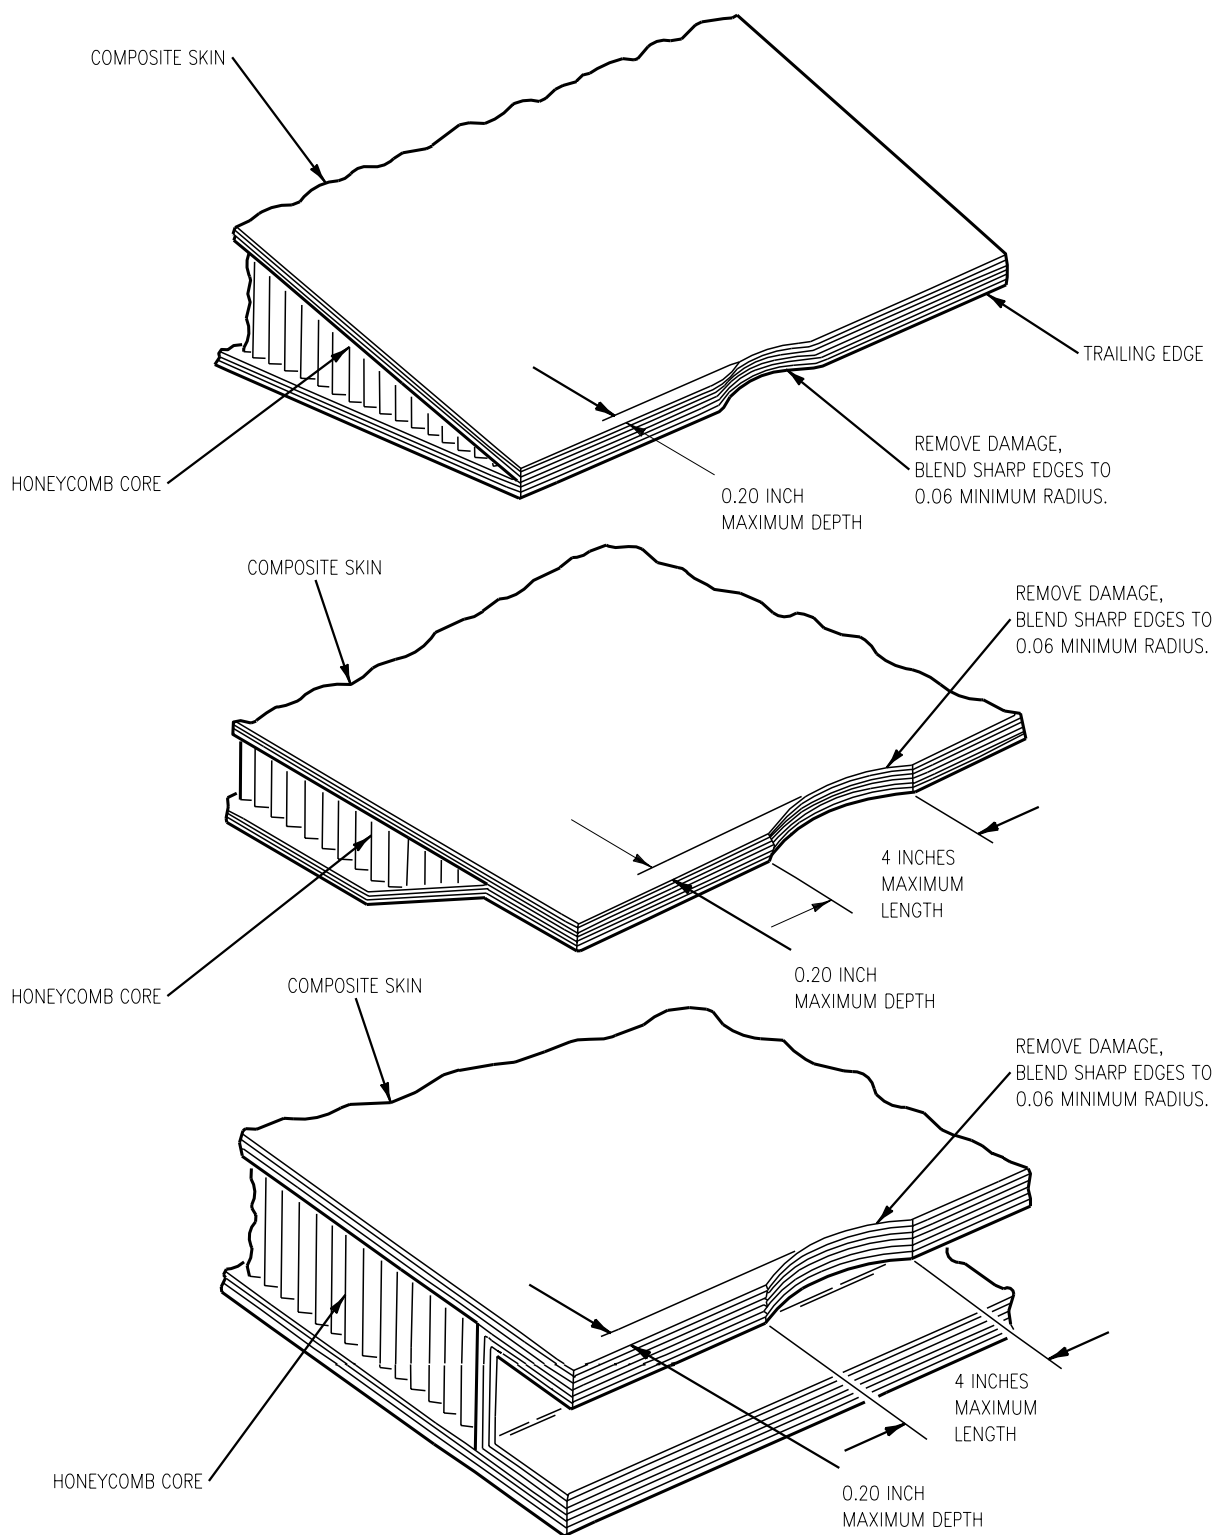 COMPOSITE SKIN
TRAILING EDGE
REMOVE DAMAGE,
BLEND SHARP EDGES TO
0.06 MINIMUM RADIUS.
HONEYCOMB CORE
0.20 INCH
MAXIMUM DEPTH
COMPOSITE SKIN
REMOVE DAMAGE,
BLEND SHARP EDGES TO
0.06 MINIMUM RADIUS.
4 INCHES
MAXIMUM
LENGTH
0.20 INCH
MAXIMUM DEPTH
HONEYCOMB CORE
COMPOSITE SKIN
REMOVE DAMAGE,
BLEND SHARP EDGES TO
0.06 MINIMUM RADIUS.
4 INCHES
MAXIMUM
LENGTH
HONEYCOMB CORE
0.20 INCH
MAXIMUM DEPTH